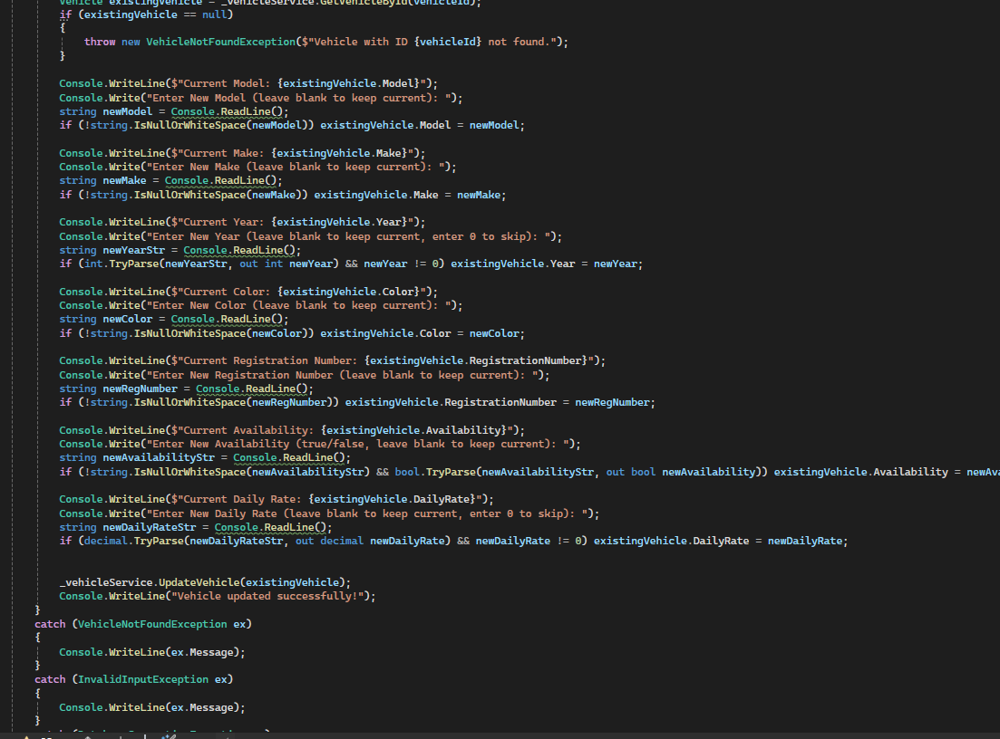 Vehicle existingVehicle = _vehicleService.GetVehicleById(vehicleId);
if (existingVehicle == null)
{
throw new VehicleNotFoundException($"Vehicle with ID {vehicleId} not found.");
}
Console.WriteLine($"Current Model: {existingVehicle.Model}");
Console.Write("Enter New Model (leave blank to keep current): ");
string newModel = Console.ReadLine();
if (!string.IsNullOrWhiteSpace(newModel)) existingVehicle.Model = newModel;
Console.WriteLine($"Current Make: {existingVehicle.Make}");
Console.Write("Enter New Make (leave blank to keep current): ");
string newMake = Console.ReadLine();
if (!string.IsNullOrWhiteSpace(newMake)) existingVehicle.Make = newMake;
Console.WriteLine($"Current Year: {existingVehicle.Year}");
Console.Write("Enter New Year (leave blank to keep current, enter 0 to skip): ");
string newYearStr = Console.ReadLine();
if (int.TryParse(newYearStr, out int newYear) && newYear != 0) existingVehicle.Year = newYear;
Console.WriteLine($"Current Color: {existingVehicle.Color}");
Console.Write("Enter New Color (leave blank to keep current): ");
string newColor = Console.ReadLine();
if (!string.IsNullOrWhiteSpace(newColor)) existingVehicle.Color = newColor;
Console.WriteLine($"Current Registration Number: {existingVehicle.RegistrationNumber}");
Console.Write("Enter New Registration Number (leave blank to keep current): ");
string newRegNumber = Console.ReadLine();
if (!string.IsNullOrWhiteSpace(newRegNumber)) existingVehicle.RegistrationNumber = newRegNumber;
Console.WriteLine($"Current Availability: {existingVehicle.Availability}");
Console.Write("Enter New Availability (true/false, leave blank to keep current): ");
string newAvailabilityStr = Console.ReadLine();
if (!string.IsNullOrWhiteSpace(newAvailabilityStr) && bool.TryParse(newAvailabilityStr, out bool newAvailability)) existingVehicle.Availability =
Console.WriteLine($"Current Daily Rate: {existingVehicle.DailyRate}");
Console.Write("Enter New Daily Rate (leave blank to keep current, enter 0 to skip): ");
string newDailyRateStr = Console.ReadLine();
if (decimal.TryParse(newDailyRateStr, out decimal newDailyRate) && newDailyRate != 0) existingVehicle.DailyRate = newDailyRate;
_vehicleService.UpdateVehicle(existingVehicle);
Console.WriteLine("Vehicle updated successfully!");
}
catch (VehicleNotFoundException ex)
{
Console.WriteLine(ex.Message);
}
catch (InvalidInputException ex)
{
Console.WriteLine(ex.Message);
}